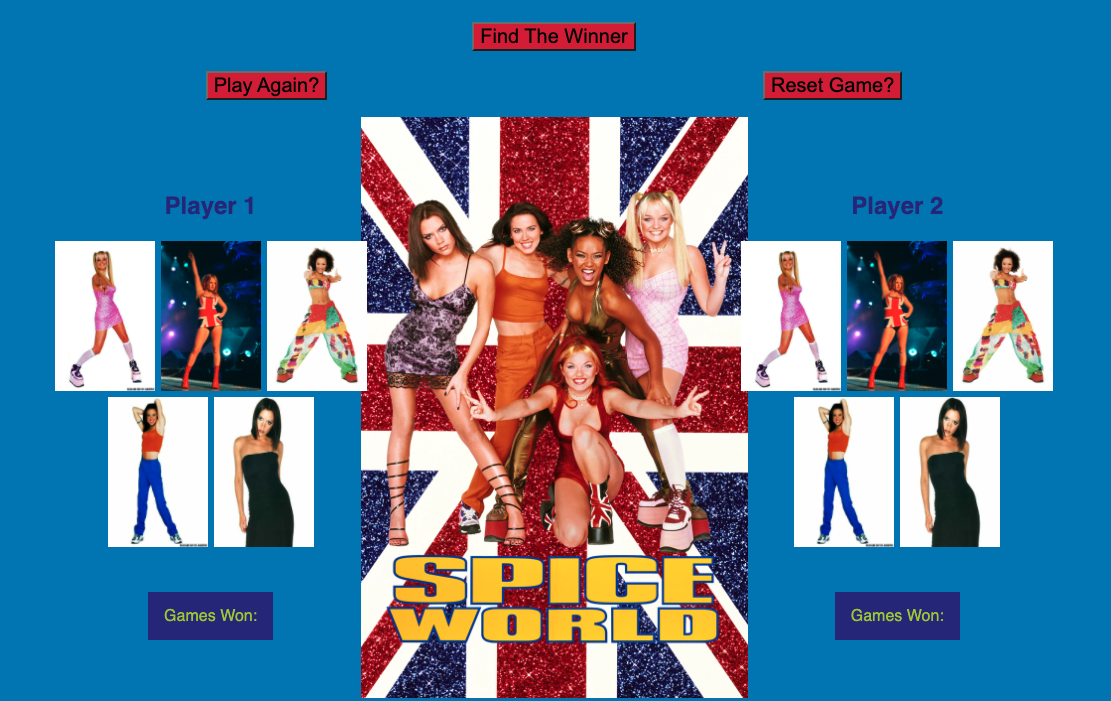 Find The Winner
Play Again?
Reset Game?
Player 1
Player 2
SPICE
WORLD
Games Won:
Games Won: